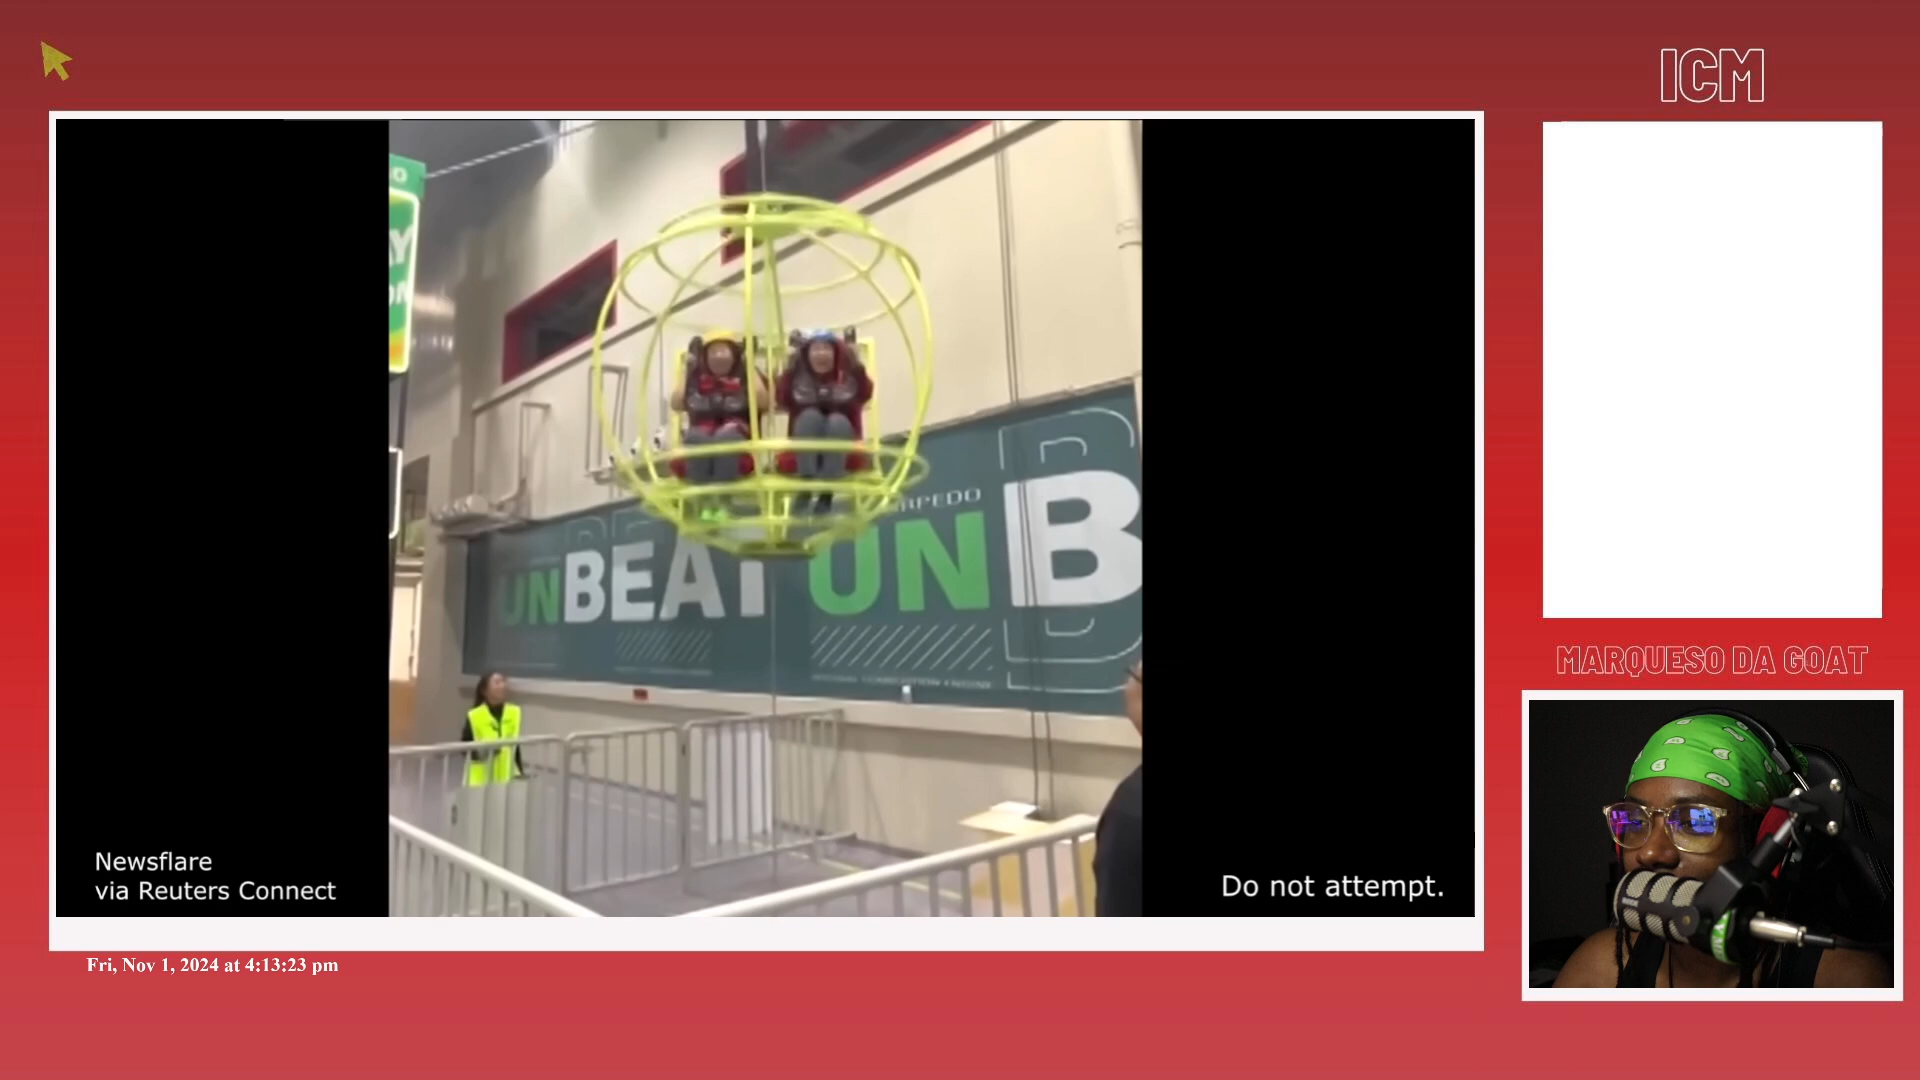 ICM
UNBEAT UNB
Newsflare
via Reuters Connect
Do not attempt.
MARQUESO DA GOAT
Fri, Nov 1, 2024 at 4:13:23 pm